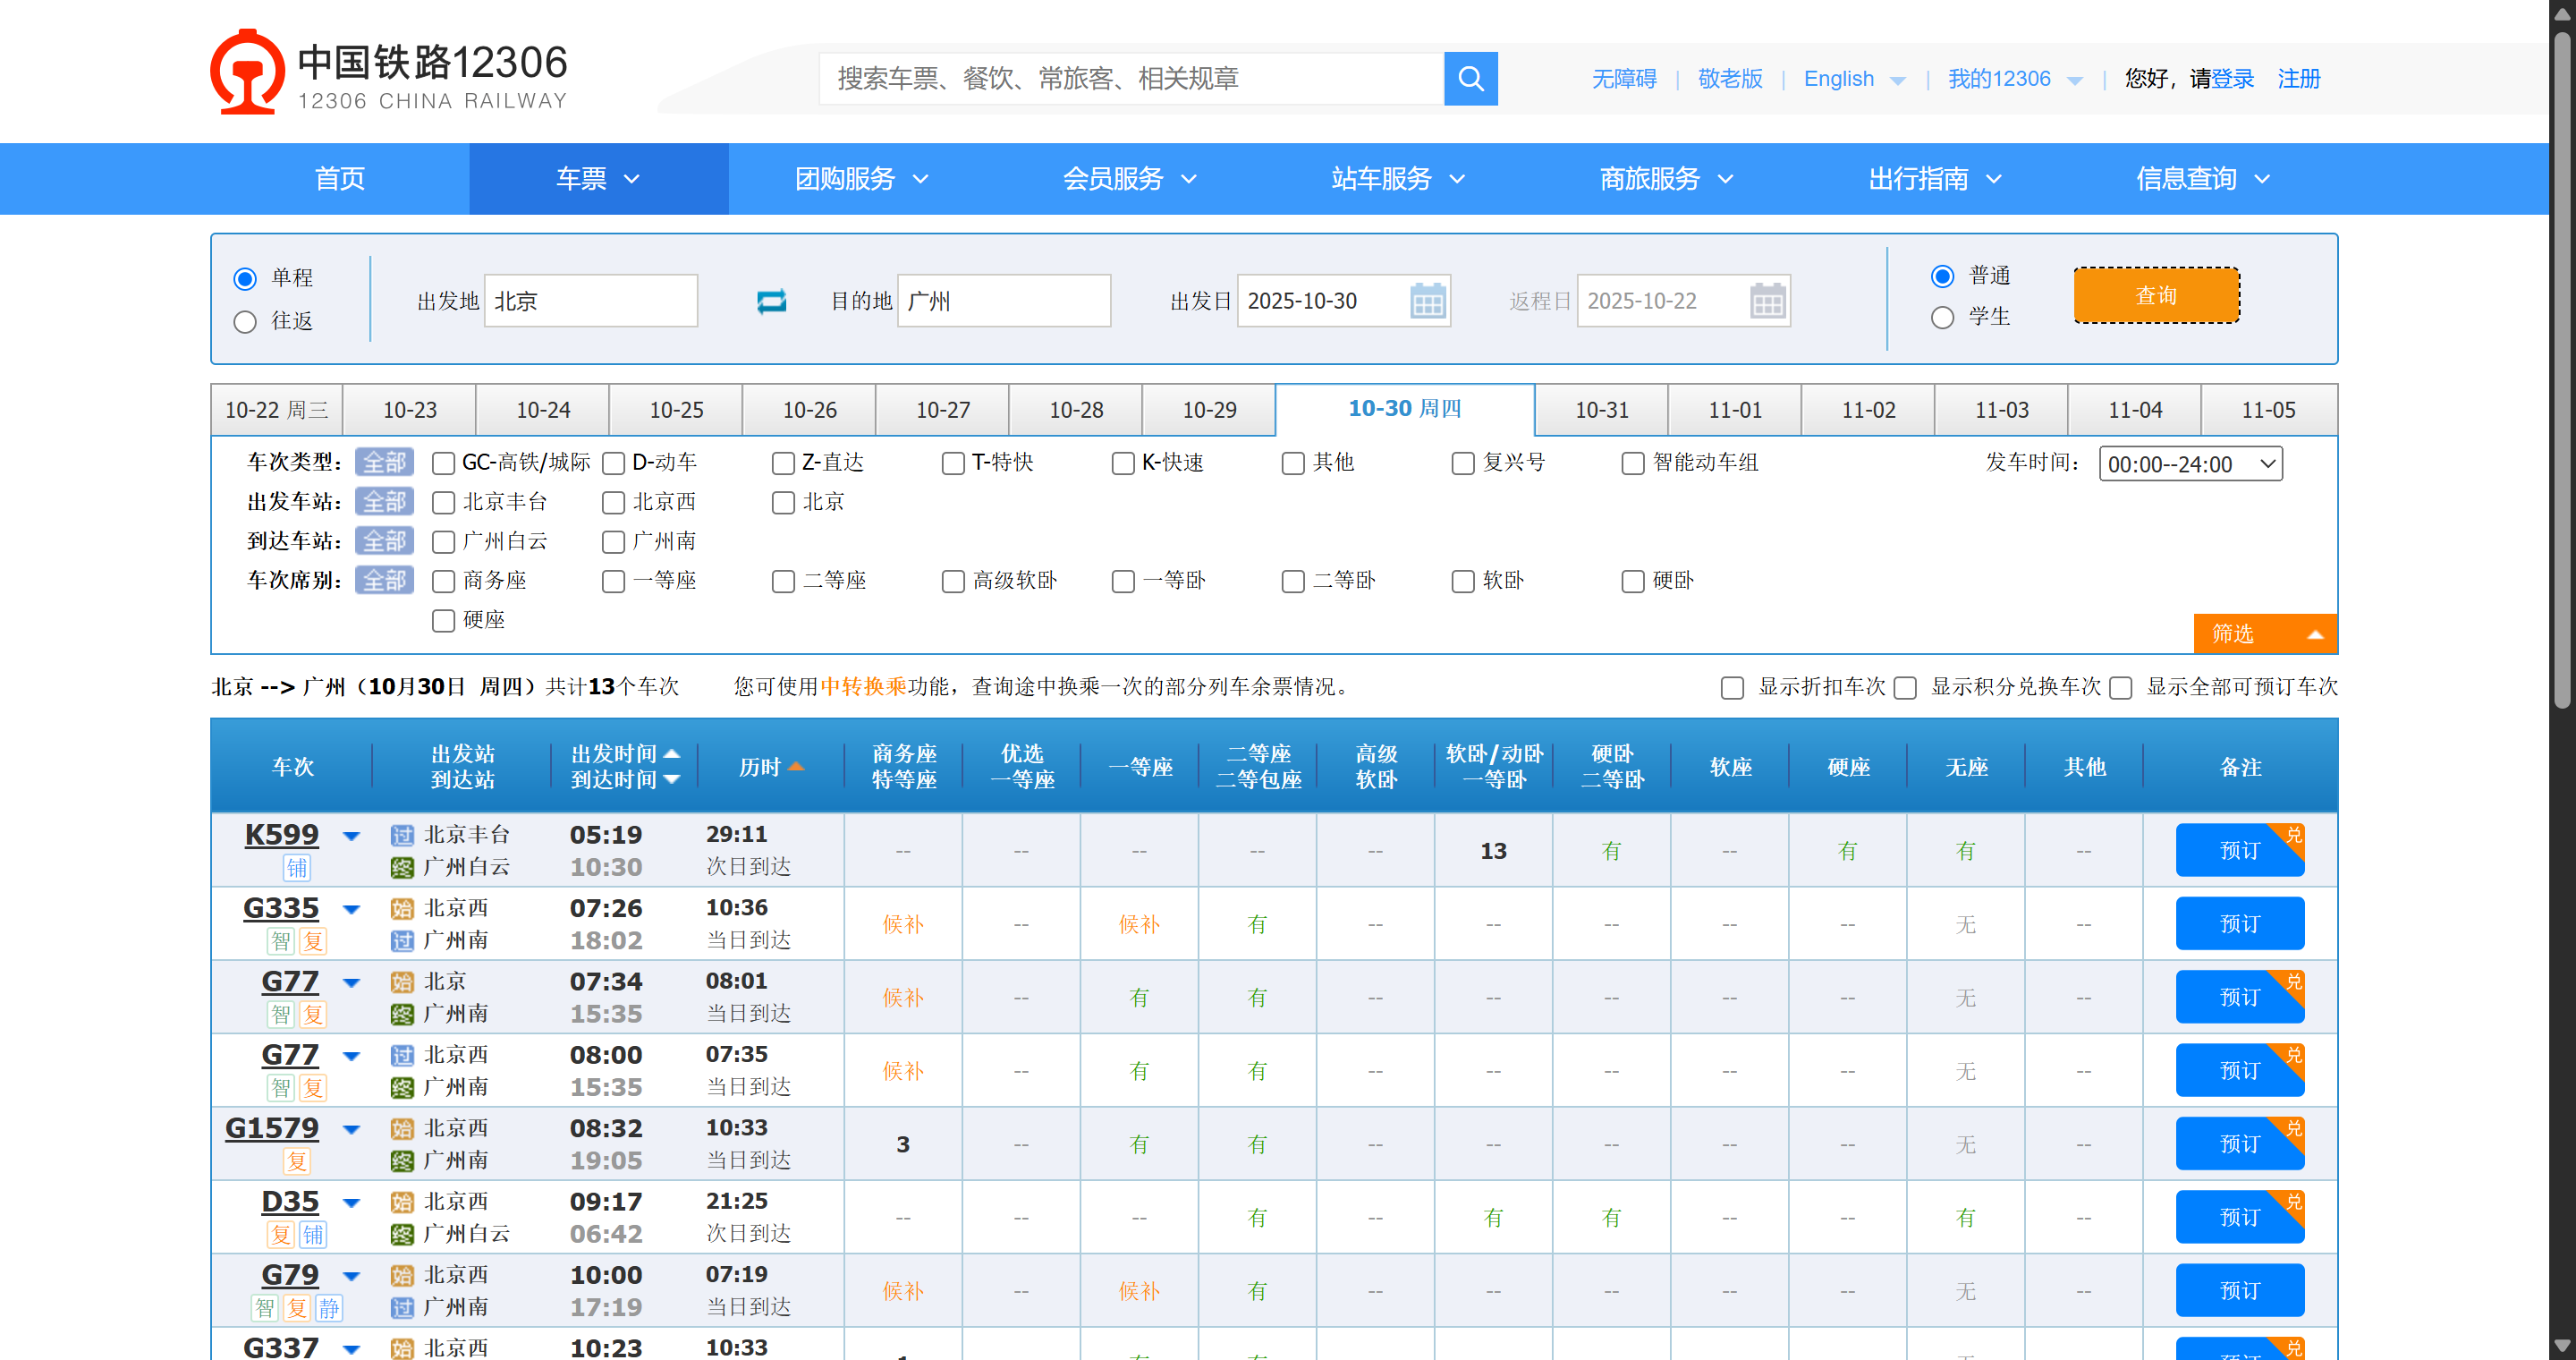 中国铁路12306
12306 CHINA RAILWAY
搜索车票、餐饮、常旅客、相关规章
无障碍 | 敬老版 | English | 我的12306 | 您好，请登录 注册
首页 车票 团购服务 会员服务 站车服务 商旅服务 出行指南 信息查询
单程
往返
出发地 北京 目的地 广州 出发日 2025-10-30 返程日 2025-10-22
普通
学生
查询
10-22 周三 10-23 10-24 10-25 10-26 10-27 10-28 10-29 10-30 周四 10-31 11-01 11-02 11-03 11-04 11-05
车次类型： 全部 GC-高铁/城际 D-动车 Z-直达 T-特快 K-快速 其他 复兴号 智能动车组 发车时间： 00:00--24:00
出发车站： 全部 北京丰台 北京西 北京
到达车站： 全部 广州白云 广州南
车次席别： 全部 商务座 一等座 二等座 高级软卧 一等卧 二等卧 软卧 硬卧
硬座
筛选
北京 --> 广州（10月30日 周四）共计13个车次 您可使用中转换乘功能，查询途中换乘一次的部分列车余票情况。 显示折扣车次 显示积分兑换车次 显示全部可预订车次
车次 出发站 到达站 出发时间 到达时间 历时 商务座 特等座 优选 一等座 一等座 二等座 二等包座 高级 软卧 软卧/动卧 一等卧 硬卧 二等卧 软座 硬座 无座 其他 备注
K599 过 北京丰台 05:19 29:11 -- -- -- -- -- 13 有 -- 有 有 -- 预订 兑
铺 终 广州白云 10:30 次日到达
G335 始 北京西 07:26 10:36 候补 -- 候补 有 -- -- -- -- -- 无 -- 预订
智 复 过 广州南 18:02 当日到达
G77 始 北京 07:34 08:01 候补 -- 有 有 -- -- -- -- -- 无 -- 预订 兑
智 复 终 广州南 15:35 当日到达
G77 过 北京西 08:00 07:35 候补 -- 有 有 -- -- -- -- -- 无 -- 预订 兑
智 复 终 广州南 15:35 当日到达
G1579 始 北京西 08:32 10:33 3 -- 有 有 -- -- -- -- -- 无 -- 预订 兑
复 终 广州南 19:05 当日到达
D35 始 北京西 09:17 21:25 -- -- -- 有 -- 有 有 -- -- 有 -- 预订 兑
复 铺 终 广州白云 06:42 次日到达
G79 始 北京西 10:00 07:19 候补 -- 候补 有 -- -- -- -- -- 无 -- 预订
智 复 静 过 广州南 17:19 当日到达
G337 始 北京西 10:23 10:33 兑